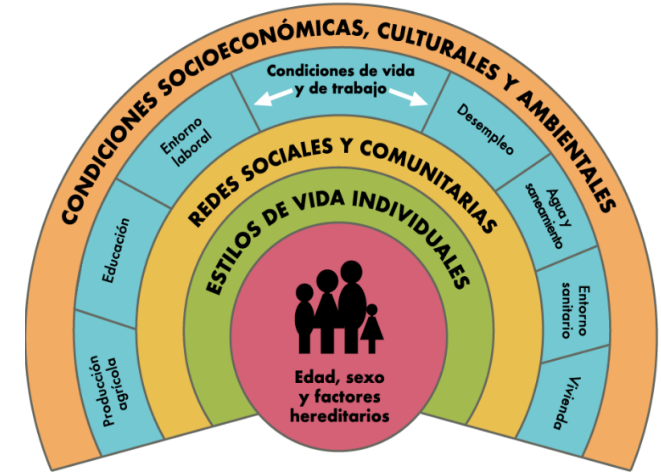 CONDICIONES SOCIOECONÓMICAS, CULTURALES Y AMBIENTALES
Condiciones de vida
y de trabajo
Producción
agrícola
Educación
Entorno
laboral
Desempleo
Agua y
saneamiento
Entorno
sanitario
Vivienda
REDES SOCIALES Y COMUNITARIAS
ESTILOS DE VIDA INDIVIDUALES
Edad, sexo
y factores
hereditarios